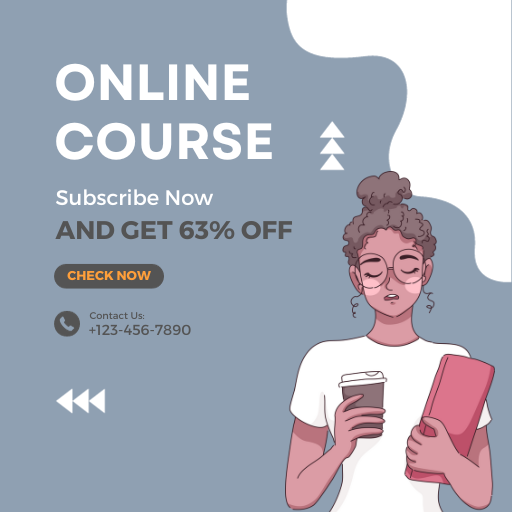 ONLINE
COURSE
Subscribe Now
AND GET 63% OFF
CHECK NOW
Contact Us:
+123-456-7890